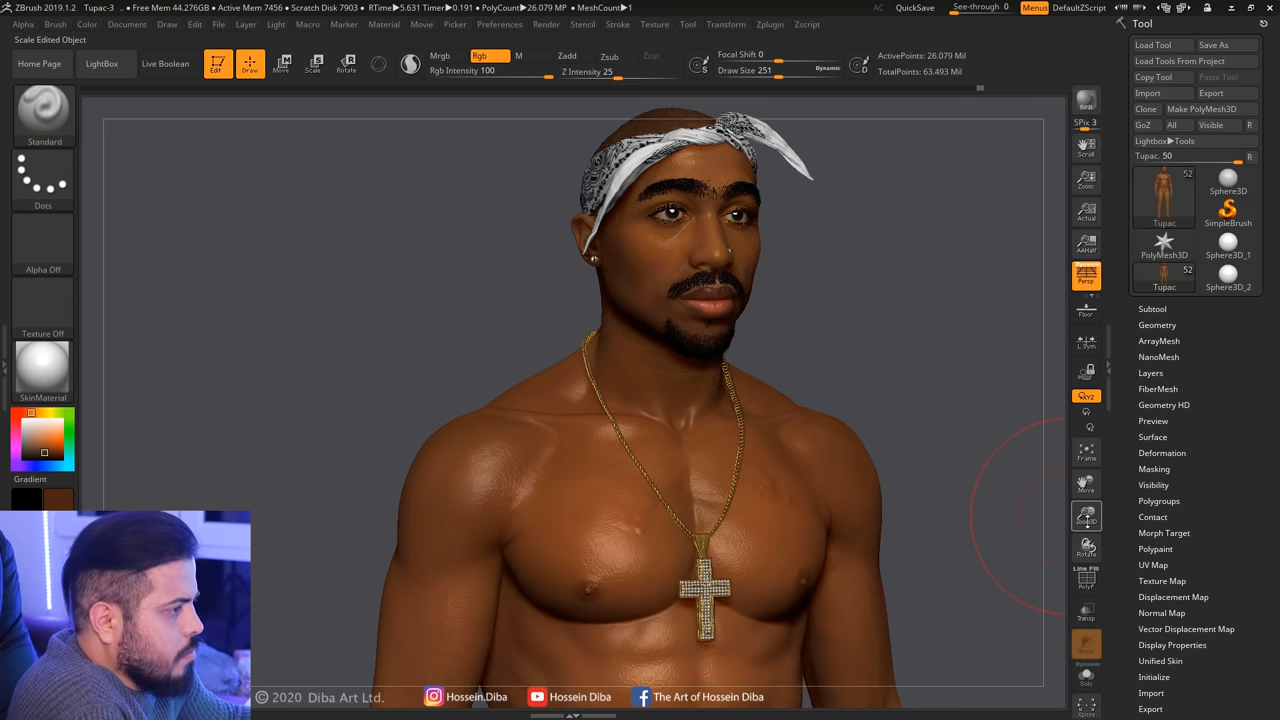 ZBrush 2019.1.2 Tupac-3 • Free Mem 44.276GB • Active Mem 7456 • Scratch Disk 7903 • RTime▶5.631 Timer▶0.191 • PolyCount▶26.079 MP • MeshCount▶1
AC QuickSave See-through 0 Menus DefaultZScript
Alpha Brush Color Document Draw Edit File Layer Light Macro Marker Material Movie Picker Preferences Render Stencil Stroke Texture Tool Transform Zplugin Zscript
Scale Edited Object
Home Page LightBox Live Boolean Edit Draw Move Scale Rotate
Mrgb Rgb M Zadd Zsub Zcut
Rgb Intensity 100 Z Intensity 25
S Focal Shift 0
Draw Size 251 Dynamic
D ActivePoints: 26.079 Mil
TotalPoints: 63.493 Mil
Standard
Dots
Alpha Off
Texture Off
SkinMaterial
Gradient
BPR
SPix 3
Scroll
Zoom
Actual
AAHalf
Dynamic
Persp
Floor
L.Sym
XYZ
Frame
Move
Zoom3D
Rotate
Line Fill
PolyF
Transp
Dynamic
Solo
Xpose
Tool
Load Tool Save As
Load Tools From Project
Copy Tool Paste Tool
Import Export
Clone Make PolyMesh3D
GoZ All Visible R
Lightbox▶Tools
Tupac. 50 R
52
Tupac
Sphere3D
SimpleBrush
PolyMesh3D
Sphere3D_1
52
Tupac
Sphere3D_2
Subtool
Geometry
ArrayMesh
NanoMesh
Layers
FiberMesh
Geometry HD
Preview
Surface
Deformation
Masking
Visibility
Polygroups
Contact
Morph Target
Polypaint
UV Map
Texture Map
Displacement Map
Normal Map
Vector Displacement Map
Display Properties
Unified Skin
Initialize
Import
Export
© 2020 Diba Art Ltd. Hossein.Diba Hossein Diba The Art of Hossein Diba